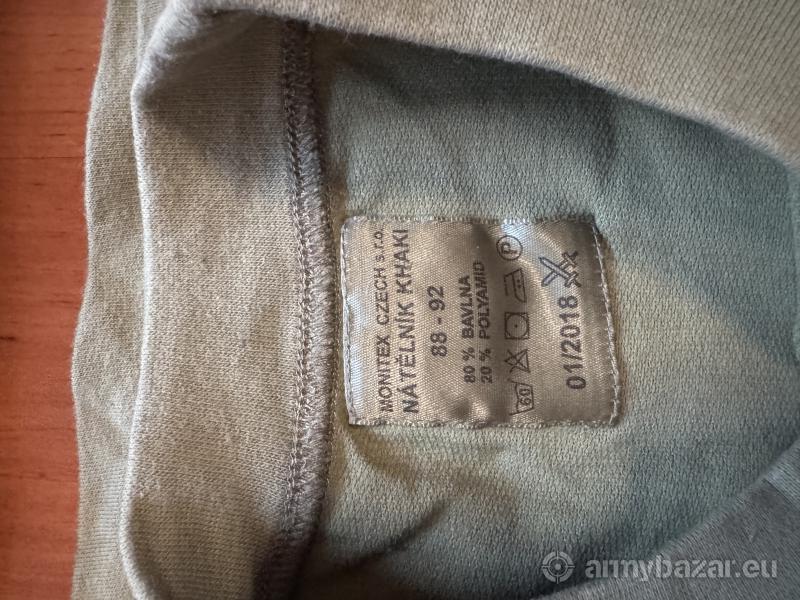 MONITEX CZECH s.r.o.
NÁTĚLNÍK KHAKI
88 - 92
80 % BAVLNA
20 % POLYAMID
60 P
01/2018
armybazar.eu